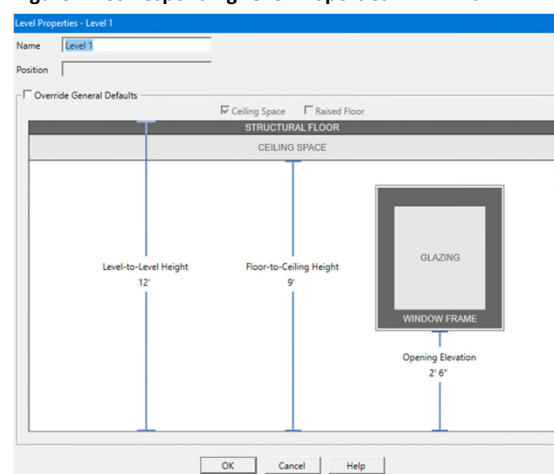 Level Properties - Level 1
Name Level 1
Position
Override General Defaults
Ceiling Space Raised Floor
STRUCTURAL FLOOR
CEILING SPACE
GLAZING
Level-to-Level Height
12'
Floor-to-Ceiling Height
9'
WINDOW FRAME
Opening Elevation
2' 6"
OK Cancel Help